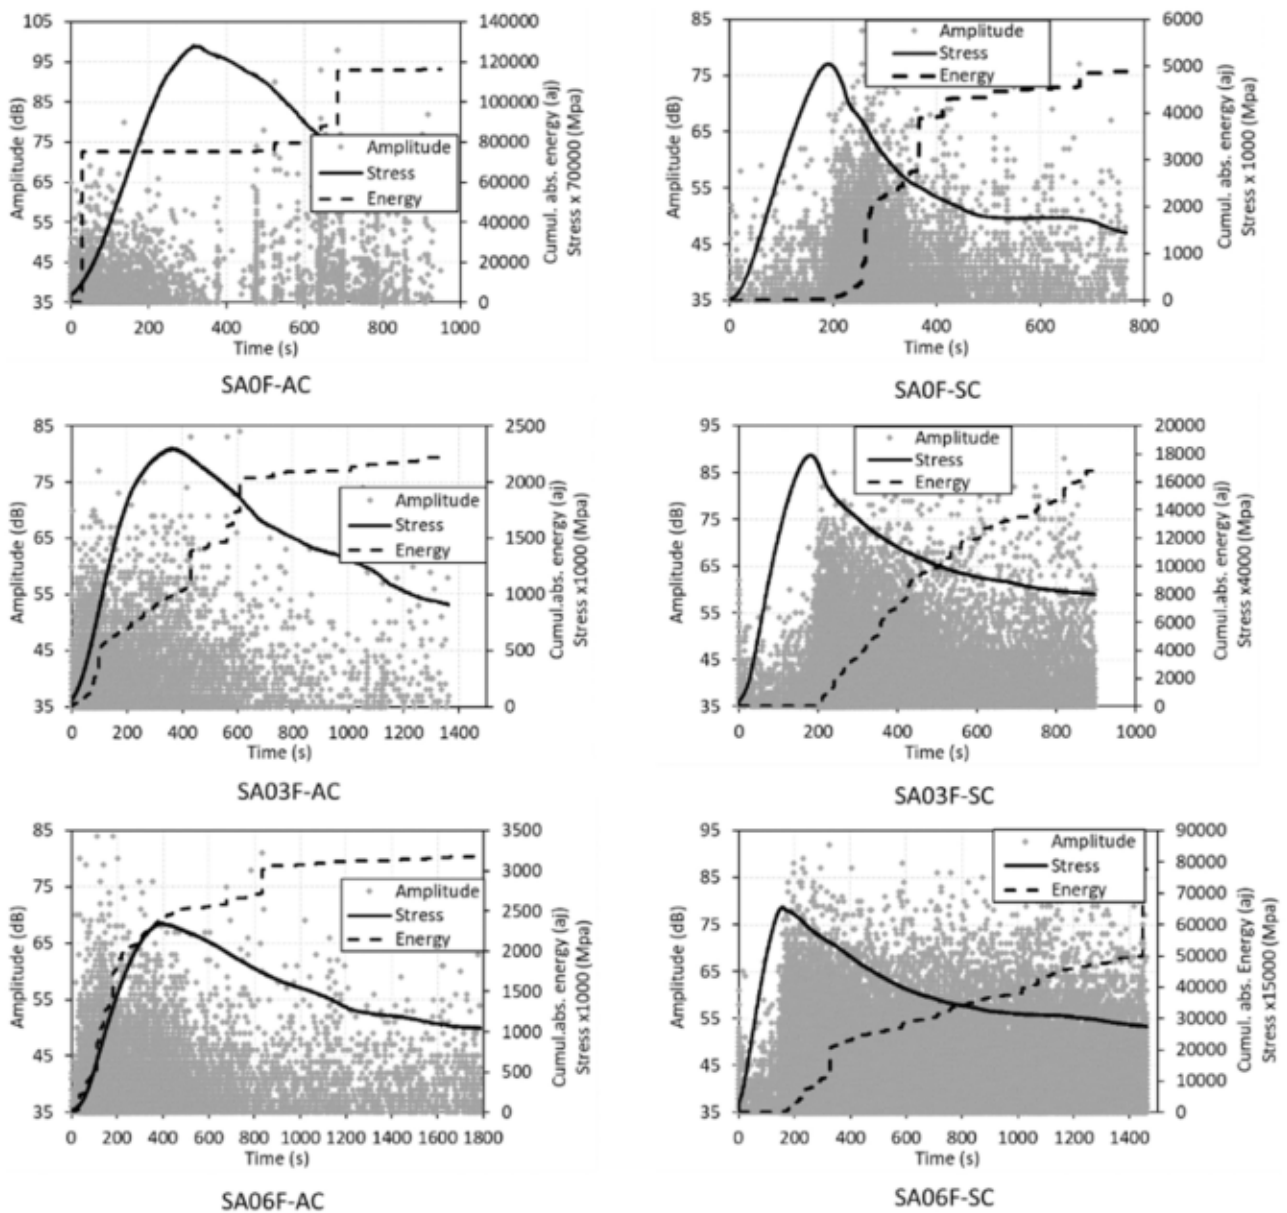 105
95
85
75
65
55
45
35
Amplitude (dB)
140000
120000
100000
80000
60000
40000
20000
0
Cumul. abs. energy (aj)
Stress x 70000 (Mpa)
Amplitude
Stress
Energy
0 200 400 600 800 1000
Time (s)
SA0F-AC
85
75
65
55
45
35
Amplitude (dB)
6000
5000
4000
3000
2000
1000
0
Cumul. abs. energy (aj)
Stress x 1000 (Mpa)
Amplitude
Stress
Energy
0 200 400 600 800
Time (s)
SA0F-SC
85
75
65
55
45
35
Amplitude (dB)
2500
2000
1500
1000
500
0
Cumul.abs. energy (aj)
Stress x1000 (Mpa)
Amplitude
Stress
Energy
0 200 400 600 800 1000 1200 1400
Time (s)
SA03F-AC
95
85
75
65
55
45
35
Amplitude (dB)
20000
18000
16000
14000
12000
10000
8000
6000
4000
2000
0
Cumul. abs. energy (aj)
Stress x4000 (Mpa)
Amplitude
Stress
Energy
0 200 400 600 800 1000
Time (s)
SA03F-SC
85
75
65
55
45
35
Amplitude (dB)
3500
3000
2500
2000
1500
1000
500
0
Cumul.abs. energy (aj)
Stress x1000 (Mpa)
Amplitude
Stress
Energy
0 200 400 600 800 1000 1200 1400 1600 1800
Time (s)
SA06F-AC
95
85
75
65
55
45
35
Amplitude (dB)
90000
80000
70000
60000
50000
40000
30000
20000
10000
0
Cumul. abs. Energy (aj)
Stress x15000 (Mpa)
Amplitude
Stress
Energy
0 200 400 600 800 1000 1200 1400
Time (s)
SA06F-SC